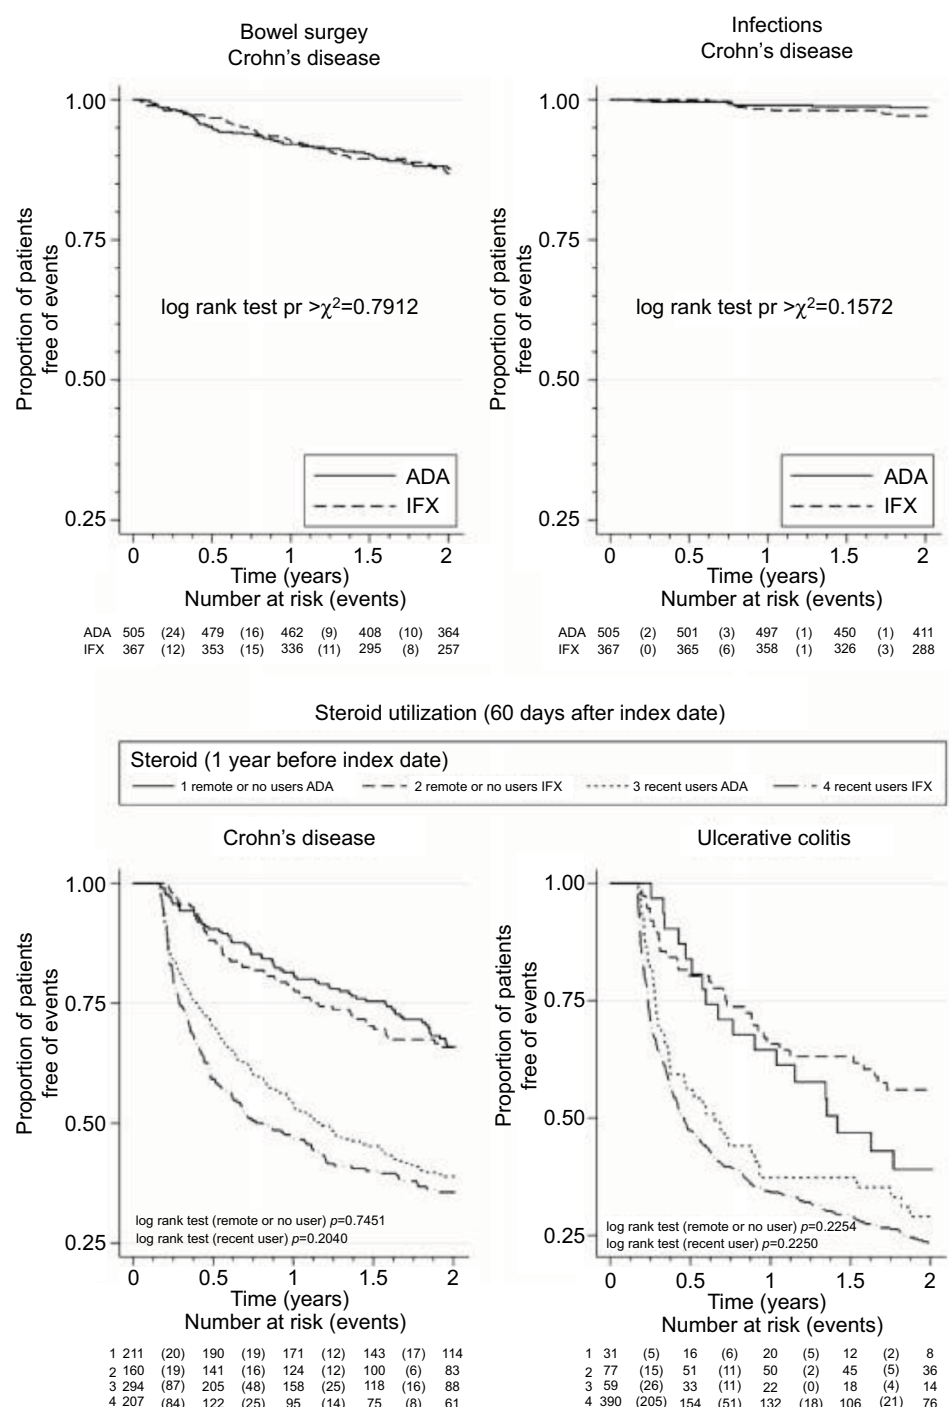 Bowel surgey
Crohn's disease
1.00
0.75
0.50
0.25
Proportion of patients
free of events
log rank test pr >χ²=0.7912
ADA
IFX
0 0.5 1 1.5 2
Time (years)
Number at risk (events)
ADA 505 (24) 479 (16) 462 (9) 408 (10) 364
IFX 367 (12) 353 (15) 336 (11) 295 (8) 257
Infections
Crohn's disease
1.00
0.75
0.50
0.25
Proportion of patients
free of events
log rank test pr >χ²=0.1572
ADA
IFX
0 0.5 1 1.5 2
Time (years)
Number at risk (events)
ADA 505 (2) 501 (3) 497 (1) 450 (1) 411
IFX 367 (0) 365 (6) 358 (1) 326 (3) 288
Steroid utilization (60 days after index date)
Steroid (1 year before index date)
1 remote or no users ADA 2 remote or no users IFX 3 recent users ADA 4 recent users IFX
Crohn's disease
1.00
0.75
0.50
0.25
Proportion of patients
free of events
log rank test (remote or no user) p=0.7451
log rank test (recent user) p=0.2040
0 0.5 1 1.5 2
Time (years)
Number at risk (events)
1 211 (20) 190 (19) 171 (12) 143 (17) 114
2 160 (19) 141 (16) 124 (12) 100 (6) 83
3 294 (87) 205 (48) 158 (25) 118 (16) 88
4 207 (84) 122 (25) 95 (14) 75 (8) 61
Ulcerative colitis
1.00
0.75
0.50
0.25
Proportion of patients
free of events
log rank test (remote or no user) p=0.2254
log rank test (recent user) p=0.2250
0 0.5 1 1.5 2
Time (years)
Number at risk (events)
1 31 (5) 16 (6) 20 (5) 12 (2) 8
2 77 (15) 51 (11) 50 (2) 45 (5) 36
3 59 (26) 33 (11) 22 (0) 18 (4) 14
4 390 (205) 154 (51) 132 (18) 106 (21) 76